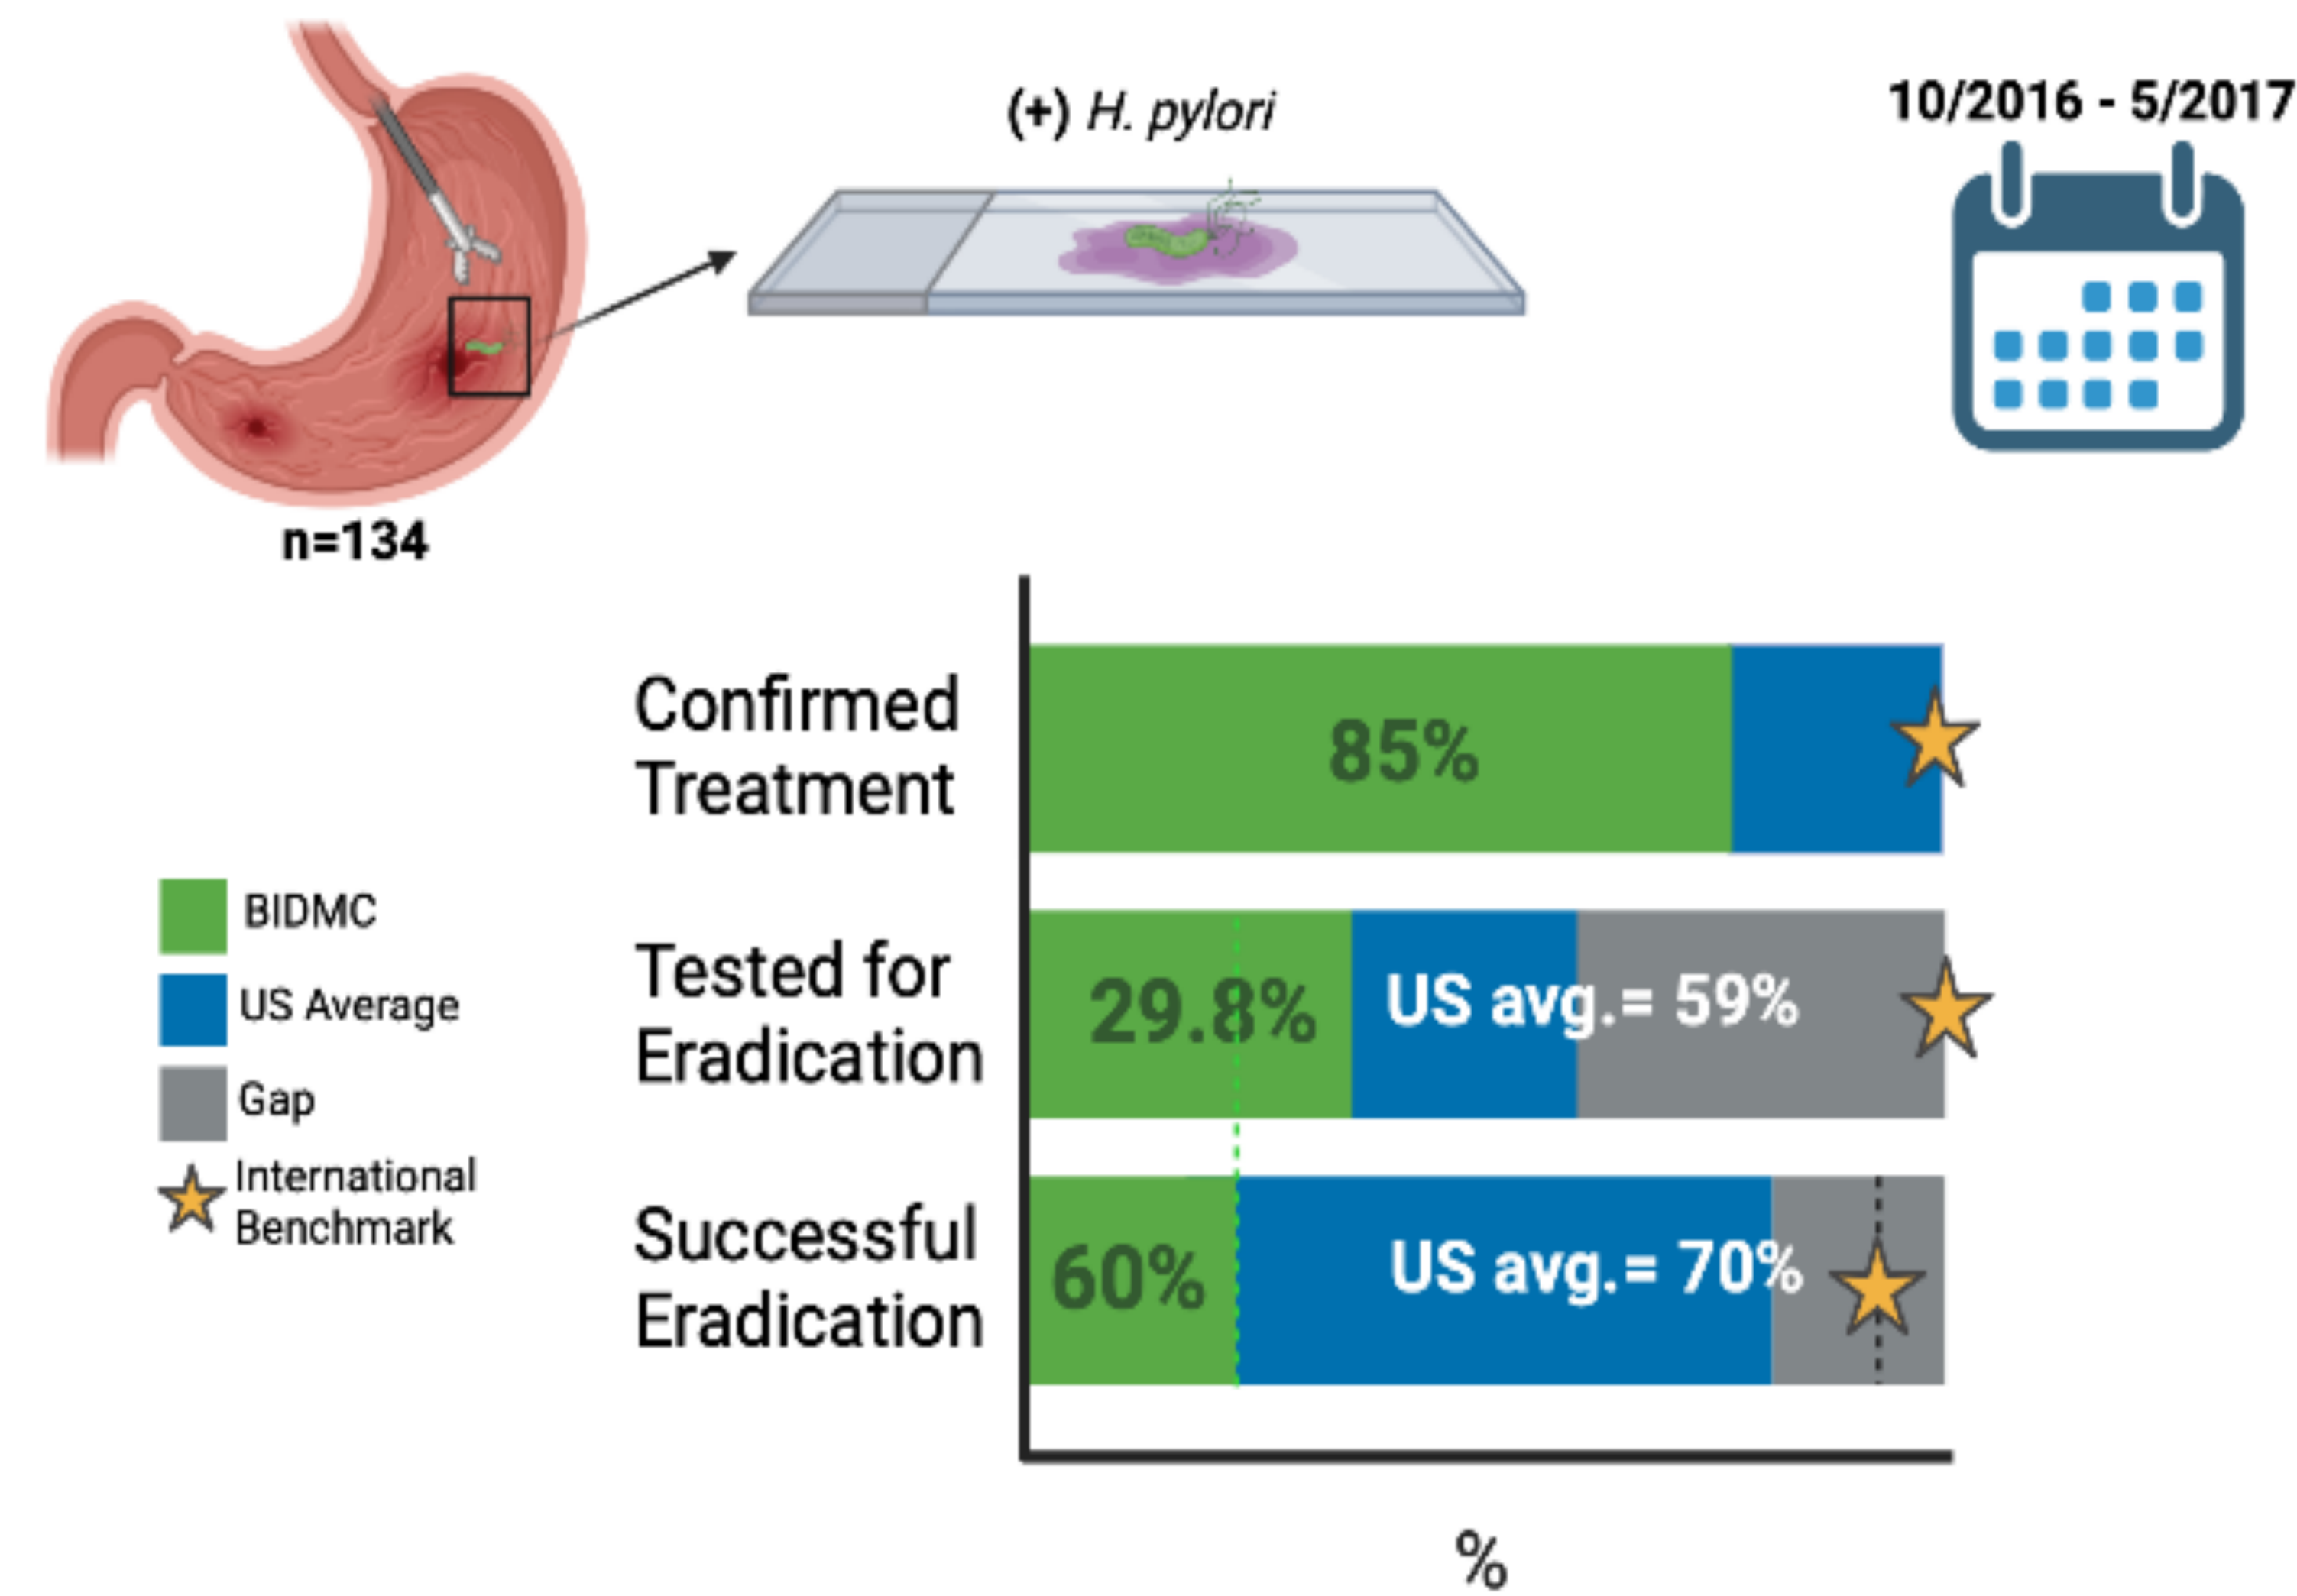 (+) H. pylori
10/2016 - 5/2017
n=134
Confirmed
Treatment
85%
Tested for
Eradication
29.8%
US avg.= 59%
Successful
Eradication
60%
US avg.= 70%
BIDMC
US Average
Gap
International
Benchmark
%